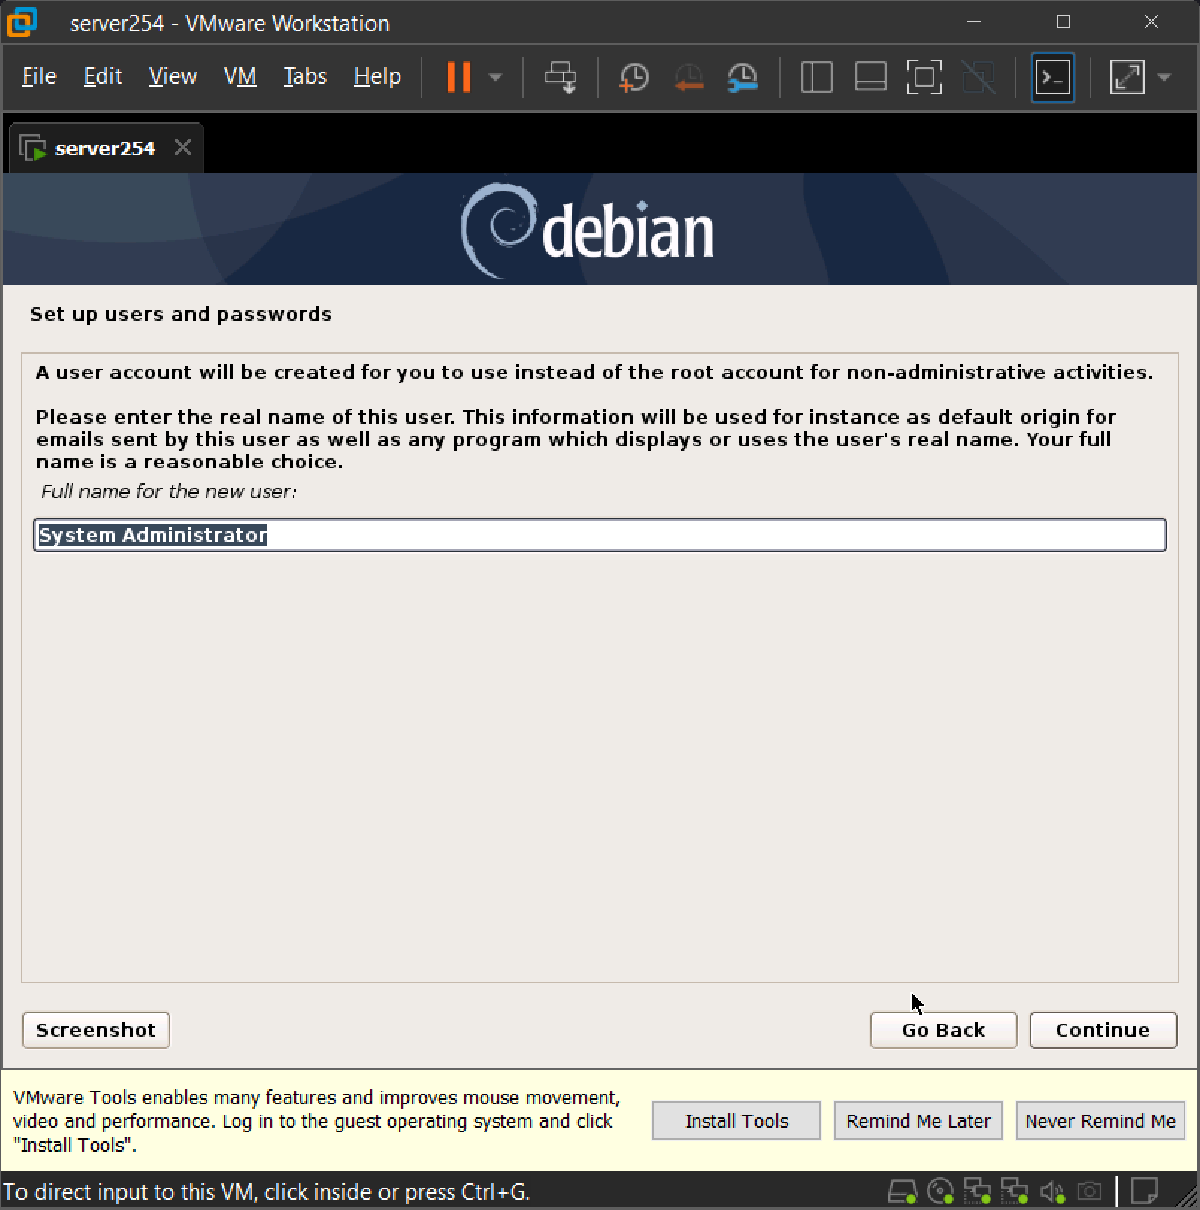 server254 - VMware Workstation
File Edit View VM Tabs Help
server254
debian
Set up users and passwords
A user account will be created for you to use instead of the root account for non-administrative activities.
Please enter the real name of this user. This information will be used for instance as default origin for
emails sent by this user as well as any program which displays or uses the user's real name. Your full
name is a reasonable choice.
Full name for the new user:
System Administrator
Screenshot Go Back Continue
VMware Tools enables many features and improves mouse movement,
video and performance. Log in to the guest operating system and click
"Install Tools".
Install Tools Remind Me Later Never Remind Me
To direct input to this VM, click inside or press Ctrl+G.